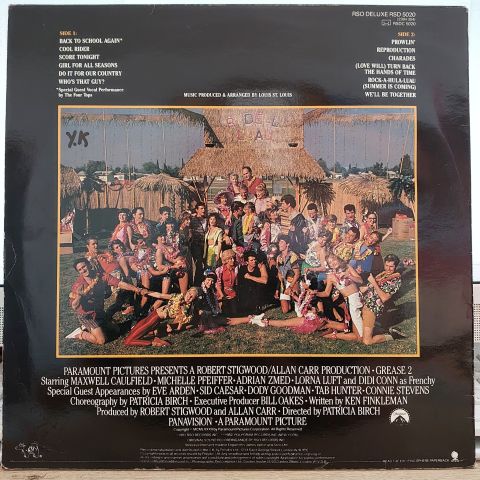 RSO DELUXE RSD 5020
RSDC 5020
SIDE 1:
BACK TO SCHOOL AGAIN*
COOL RIDER
SCORE TONIGHT
GIRL FOR ALL SEASONS
DO IT FOR OUR COUNTRY
WHO'S THAT GUY?
*Special Guest Vocal Performance
by The Four Tops
SIDE 2:
PROWLIN'
REPRODUCTION
CHARADES
(LOVE WILL) TURN BACK
THE HANDS OF TIME
ROCK-A-HULA-LUAU
(SUMMER IS COMING)
WE'LL BE TOGETHER
MUSIC PRODUCED & ARRANGED BY LOUIS ST. LOUIS
Y.K
PARAMOUNT PICTURES PRESENTS A ROBERT STIGWOOD/ALLAN CARR PRODUCTION · GREASE 2
Starring MAXWELL CAULFIELD · MICHELLE PFEIFFER · ADRIAN ZMED · LORNA LUFT and DIDI CONN as Frenchy
Special Guest Appearances by EVE ARDEN · SID CAESAR · DODY GOODMAN · TAB HUNTER · CONNIE STEVENS
Choreography by PATRICIA BIRCH · Executive Producer BILL OAKES · Written by KEN FINKLEMAN
Produced by ROBERT STIGWOOD and ALLAN CARR · Directed by PATRICIA BIRCH
PANAVISION · A PARAMOUNT PICTURE